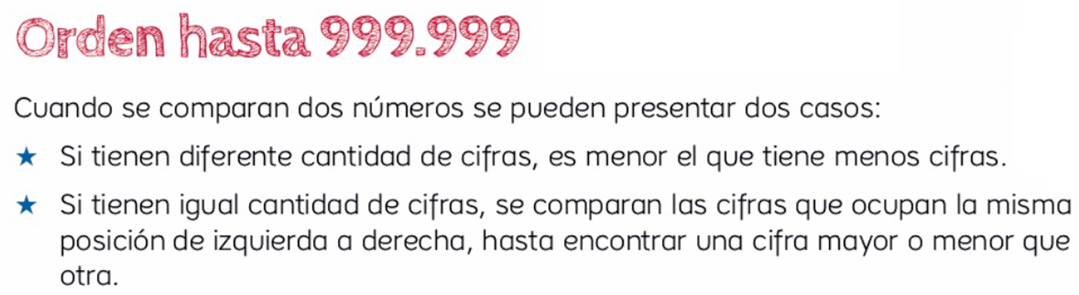 Orden hasta 999.999
Cuando se comparan dos números se pueden presentar dos casos:
★ Si tienen diferente cantidad de cifras, es menor el que tiene menos cifras.
★ Si tienen igual cantidad de cifras, se comparan las cifras que ocupan la misma
posición de izquierda a derecha, hasta encontrar una cifra mayor o menor que
otra.